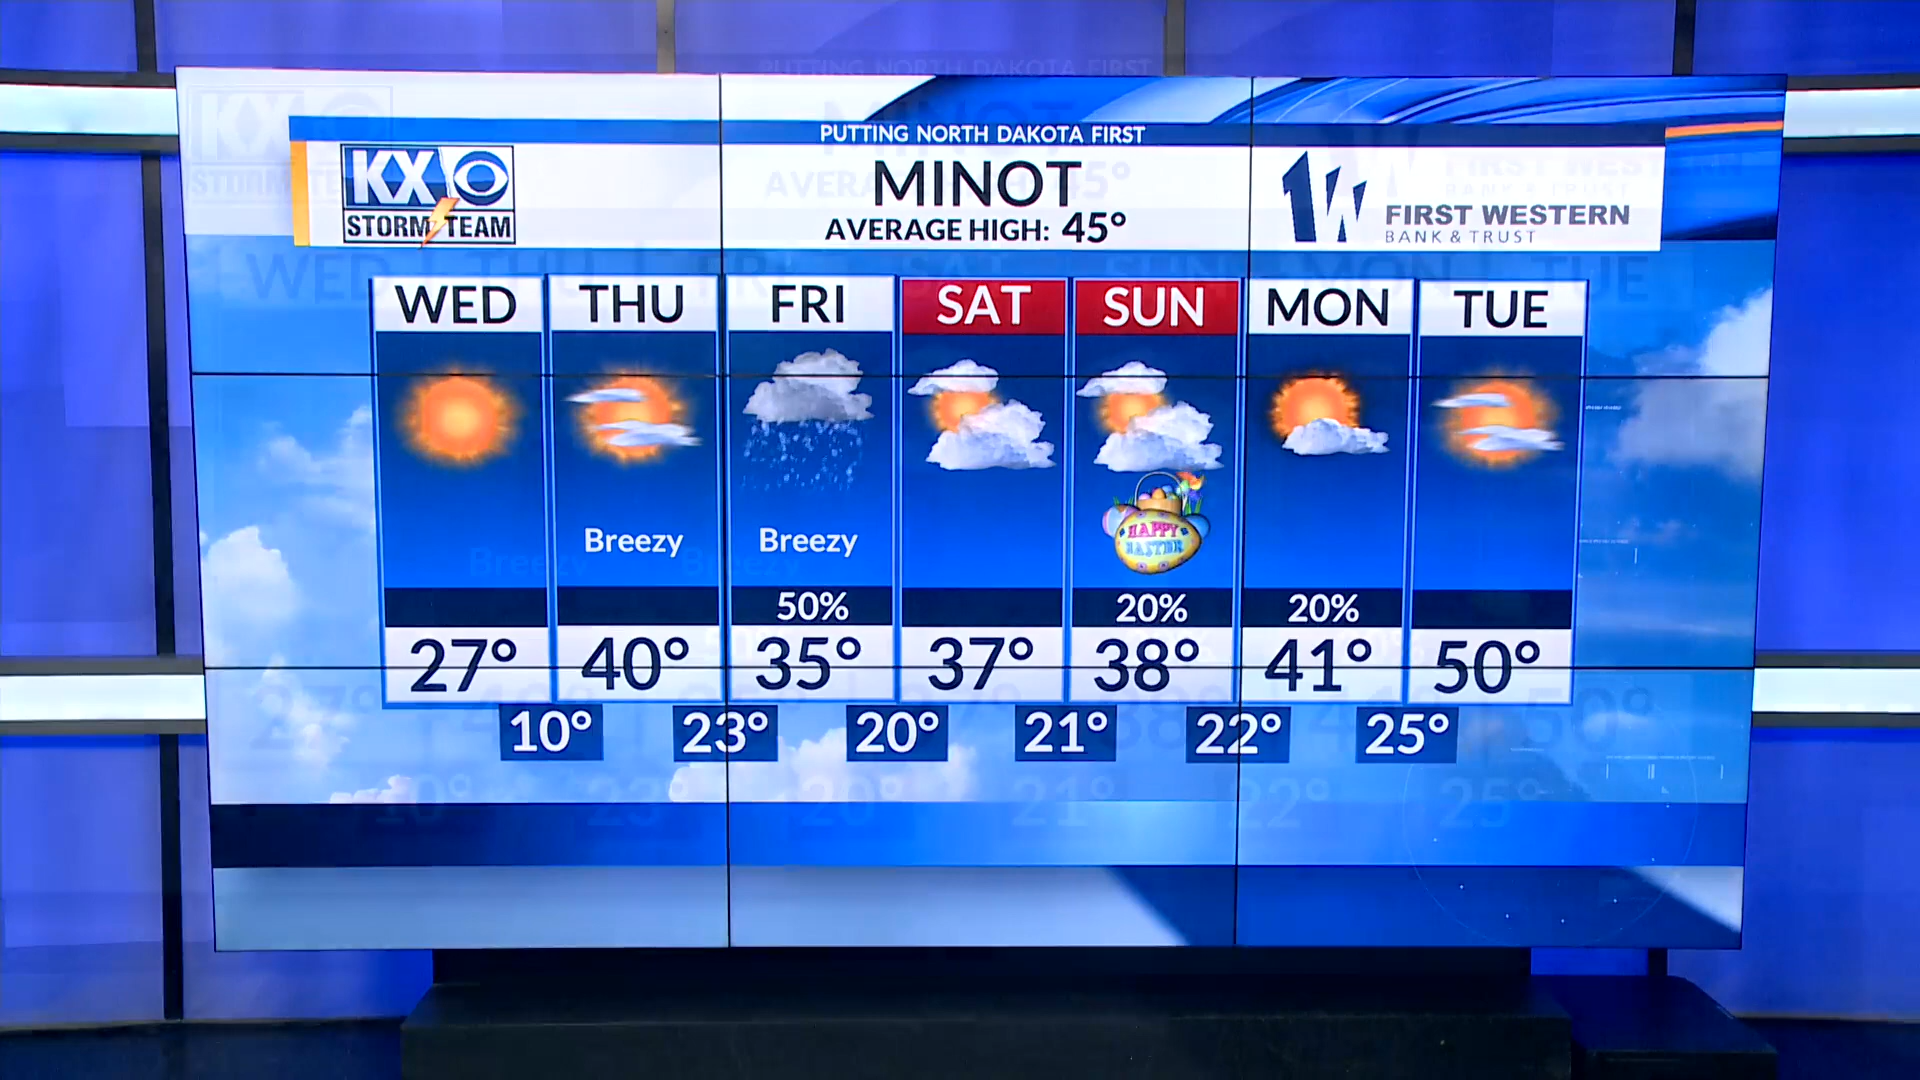 PUTTING NORTH DAKOTA FIRST
KX
STORM TEAM
MINOT
AVERAGE HIGH: 45°
1W
FIRST WESTERN
BANK & TRUST
WED THU FRI SAT SUN MON TUE
Breezy Breezy
HAPPY
EASTER
50% 20% 20%
27° 40° 35° 37° 38° 41° 50°
10° 23° 20° 21° 22° 25°